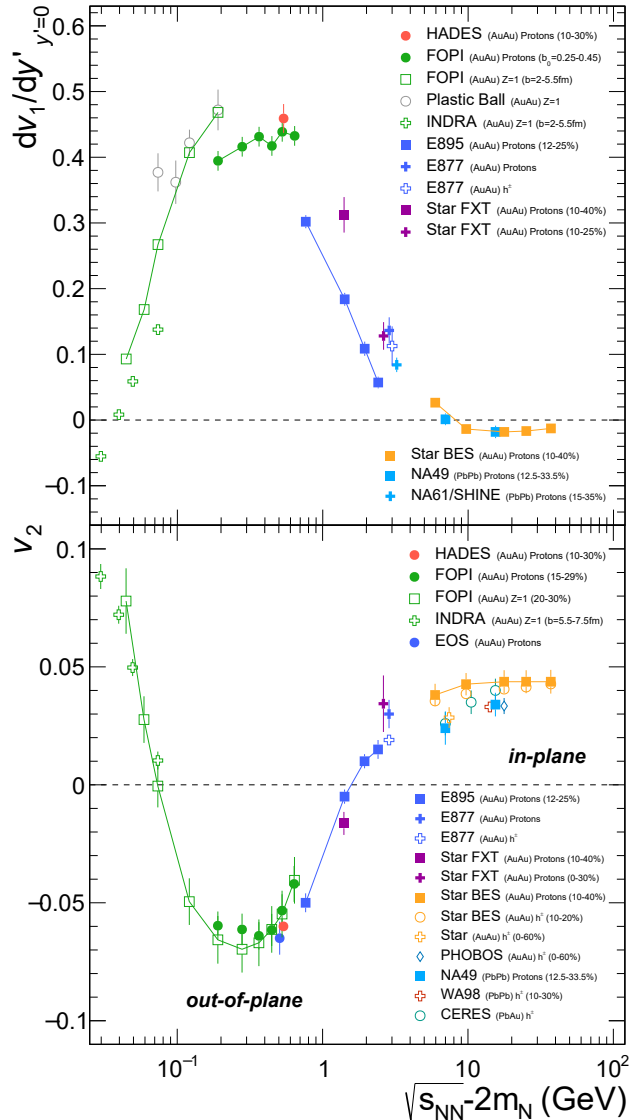 dv₁/dy'|y'=0
0.6
0.5
0.4
0.3
0.2
0.1
0
−0.1
HADES (AuAu) Protons (10-30%)
FOPI (AuAu) Protons (b₀=0.25-0.45)
FOPI (AuAu) Z=1 (b=2-5.5fm)
Plastic Ball (AuAu) Z=1
INDRA (AuAu) Z=1 (b=2-5.5fm)
E895 (AuAu) Protons (12-25%)
E877 (AuAu) Protons
E877 (AuAu) h±
Star FXT (AuAu) Protons (10-40%)
Star FXT (AuAu) Protons (10-25%)
Star BES (AuAu) Protons (10-40%)
NA49 (PbPb) Protons (12.5-33.5%)
NA61/SHINE (PbPb) Protons (15-35%)
v₂
0.1
0.05
0
−0.05
−0.1
HADES (AuAu) Protons (10-30%)
FOPI (AuAu) Protons (15-29%)
FOPI (AuAu) Z=1 (20-30%)
INDRA (AuAu) Z=1 (b=5.5-7.5fm)
EOS (AuAu) Protons
in-plane
E895 (AuAu) Protons (12-25%)
E877 (AuAu) Protons
E877 (AuAu) h±
Star FXT (AuAu) Protons (10-40%)
Star FXT (AuAu) Protons (0-30%)
Star BES (AuAu) Protons (10-40%)
Star BES (AuAu) h± (10-20%)
Star (AuAu) h± (0-60%)
PHOBOS (AuAu) h± (0-60%)
NA49 (PbPb) Protons (12.5-33.5%)
WA98 (PbPb) h± (10-30%)
CERES (PbAu) h±
out-of-plane
10⁻¹ 1 10 10²
√sNN-2mN (GeV)